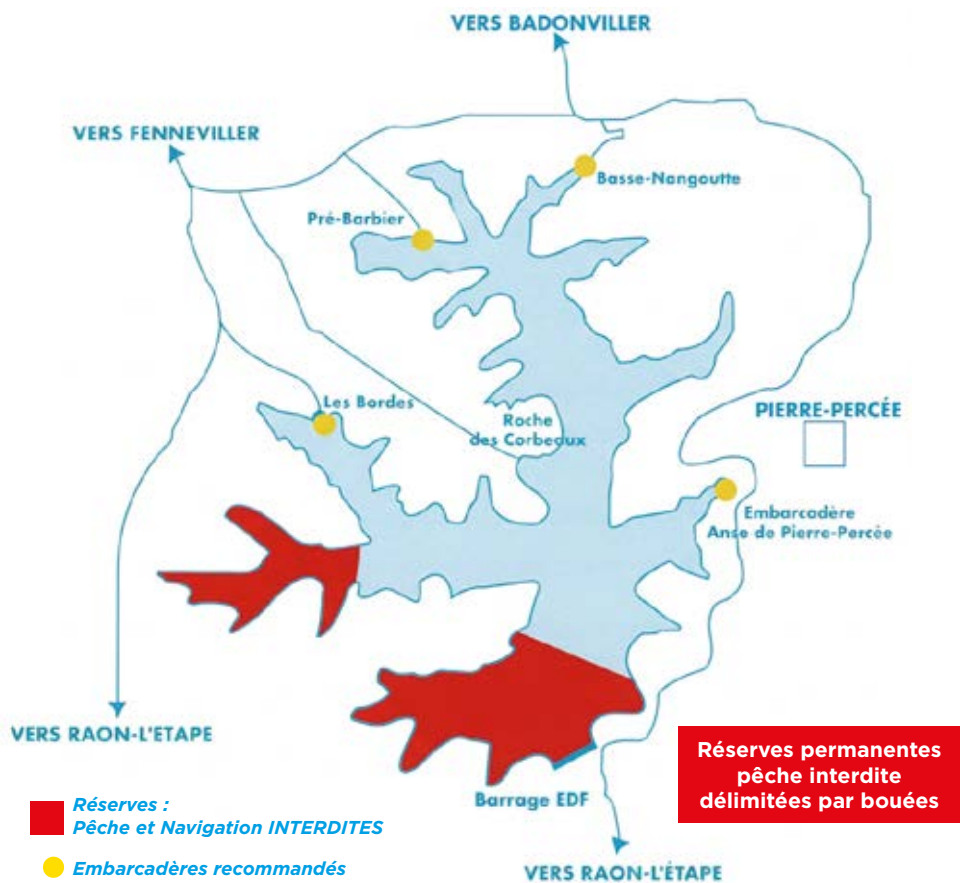 VERS BADONVILLER
VERS FENNEVILLER
Basse-Nangoutte
Pré-Barbier
Les Bordes
Roche
des Corbeaux
PIERRE-PERCÉE
Embarcadère
Anse de Pierre-Percée
VERS RAON-L'ETAPE
Réserves permanentes
pêche interdite
délimitées par bouées
Barrage EDF
Réserves :
Pêche et Navigation INTERDITES
Embarcadères recommandés
VERS RAON-L'ÉTAPE